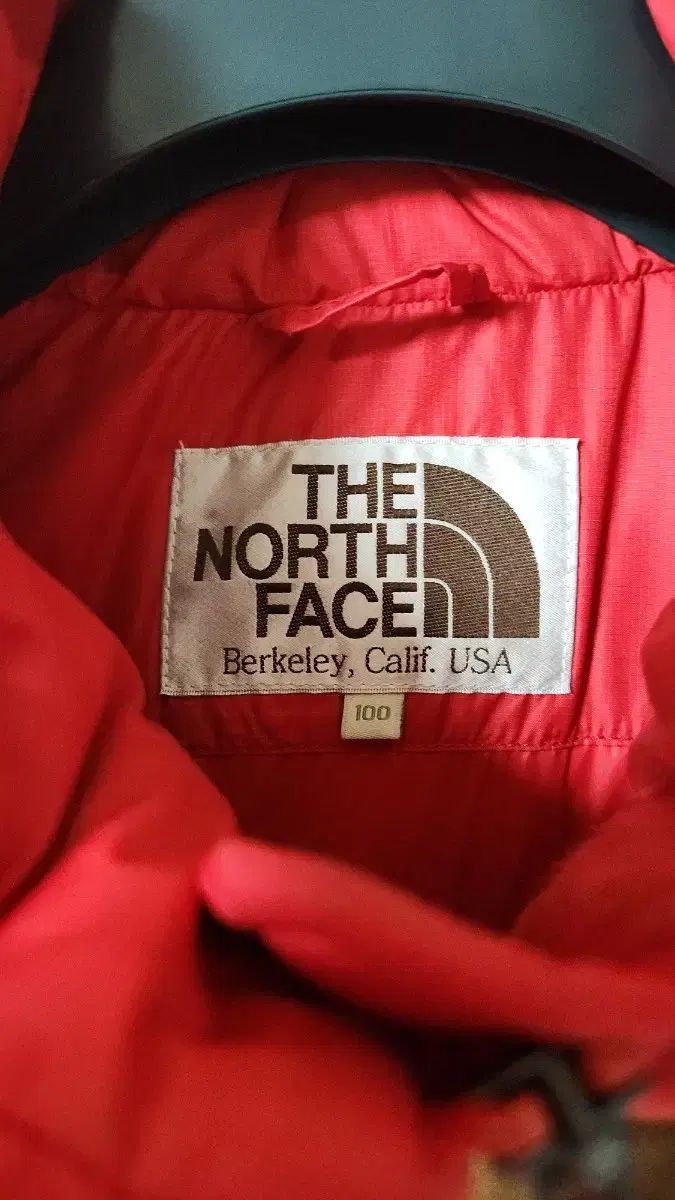 THE
NORTH
FACE
Berkeley, Calif. USA
100